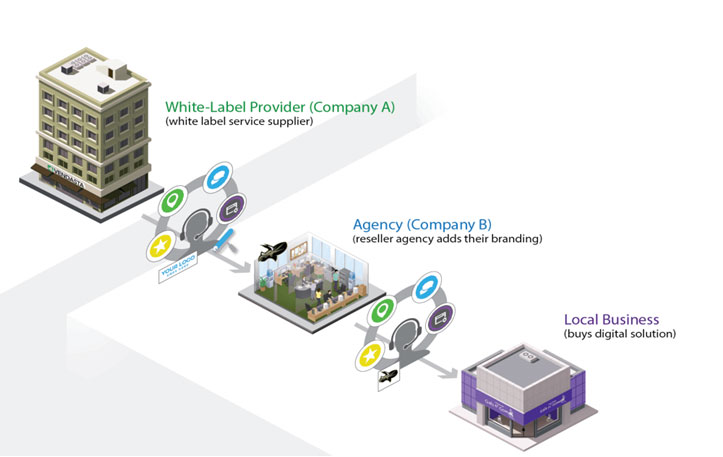 White-Label Provider (Company A)
(white label service supplier)
VENDASTA
Agency (Company B)
(reseller agency adds their branding)
YOUR LOGO
Local Business
(buys digital solution)